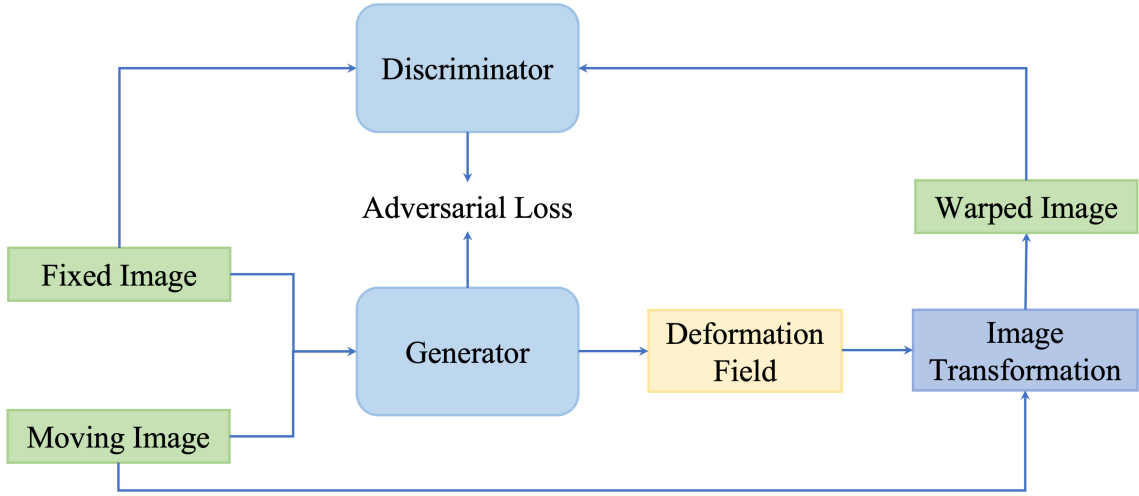 Discriminator
Adversarial Loss
Warped Image
Fixed Image
Generator
Deformation
Field
Image
Transformation
Moving Image